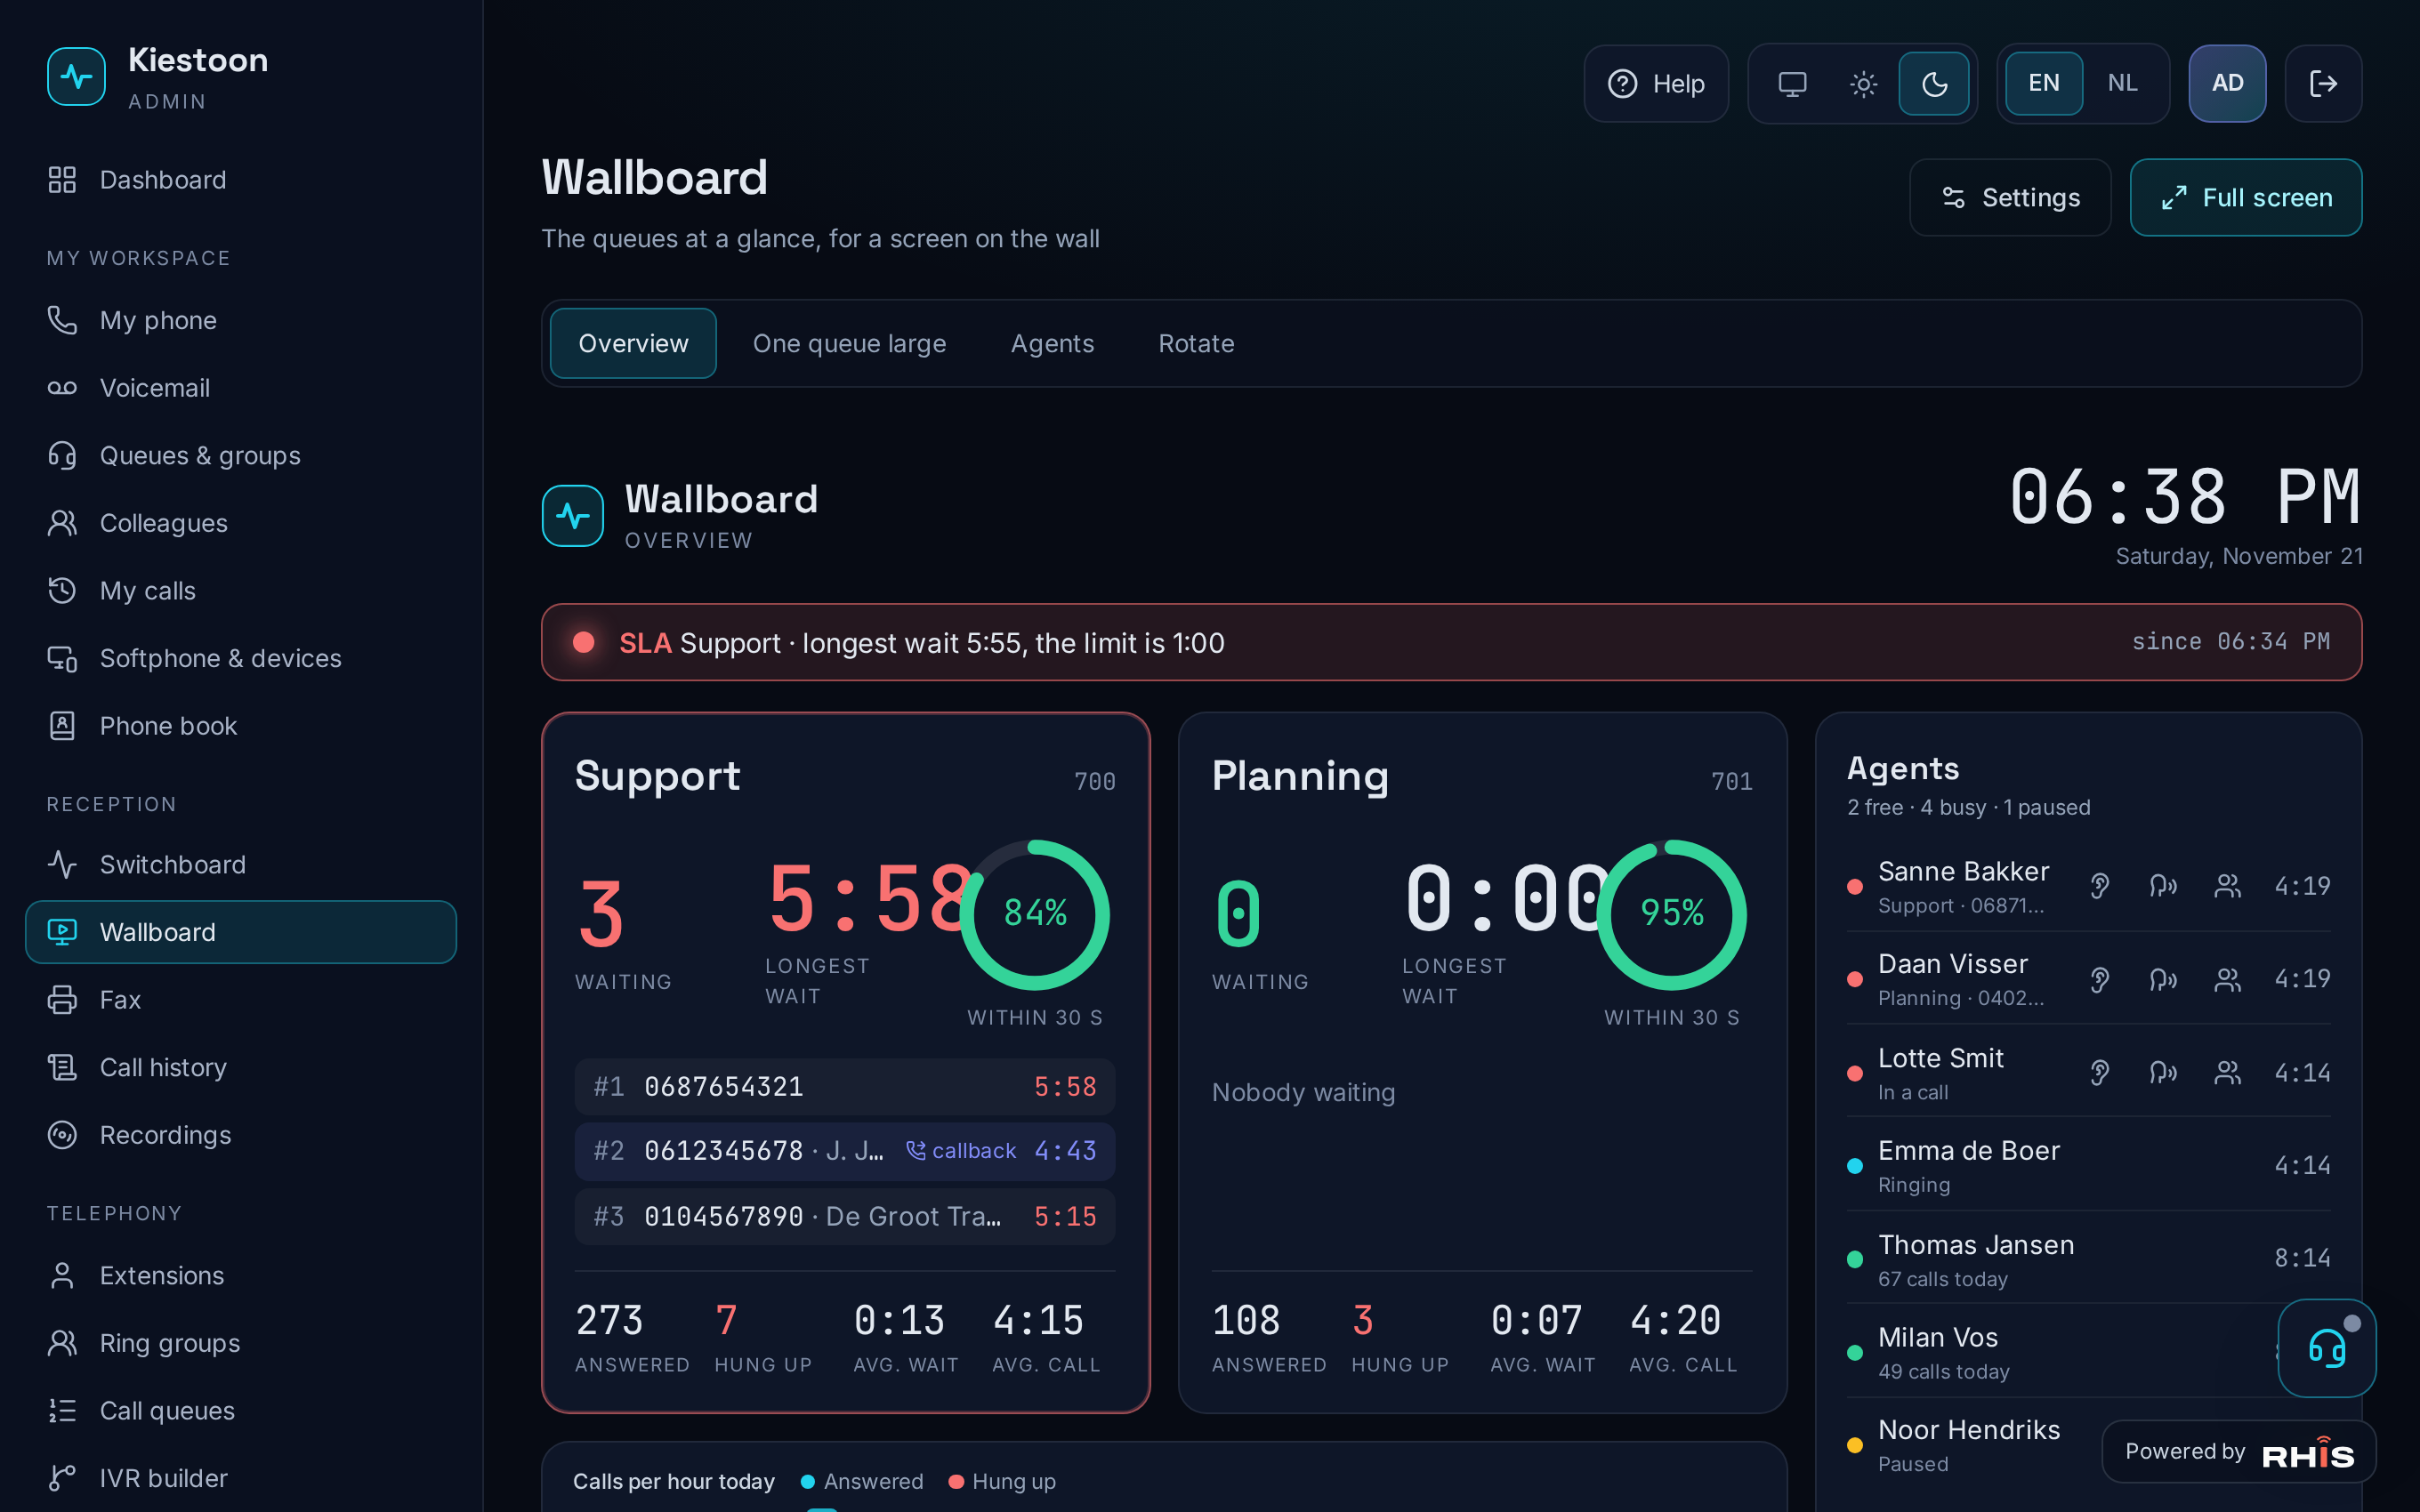 Kiestoon
ADMIN
Dashboard
MY WORKSPACE
My phone
Voicemail
Queues & groups
Colleagues
My calls
Softphone & devices
Phone book
RECEPTION
Switchboard
Wallboard
Fax
Call history
Recordings
TELEPHONY
Extensions
Ring groups
Call queues
IVR builder
Help
EN
NL
AD
Wallboard
The queues at a glance, for a screen on the wall
Settings
Full screen
Overview
One queue large
Agents
Rotate
Wallboard
OVERVIEW
06:38 PM
Saturday, November 21
SLA Support · longest wait 5:55, the limit is 1:00
since 06:34 PM
Support
700
3
WAITING
5:58
LONGEST
WAIT
84%
WITHIN 30 S
#1 0687654321 5:58
#2 0612345678 · J. J… callback 4:43
#3 0104567890 · De Groot Tra… 5:15
273
ANSWERED
7
HUNG UP
0:13
AVG. WAIT
4:15
AVG. CALL
Planning
701
0
WAITING
0:00
LONGEST
WAIT
95%
WITHIN 30 S
Nobody waiting
108
ANSWERED
3
HUNG UP
0:07
AVG. WAIT
4:20
AVG. CALL
Agents
2 free · 4 busy · 1 paused
Sanne Bakker
Support · 06871…
4:19
Daan Visser
Planning · 0402…
4:19
Lotte Smit
In a call
4:14
Emma de Boer
Ringing
4:14
Thomas Jansen
67 calls today
8:14
Milan Vos
49 calls today
Noor Hendriks
Paused
Calls per hour today
Answered
Hung up
Powered by RHIS